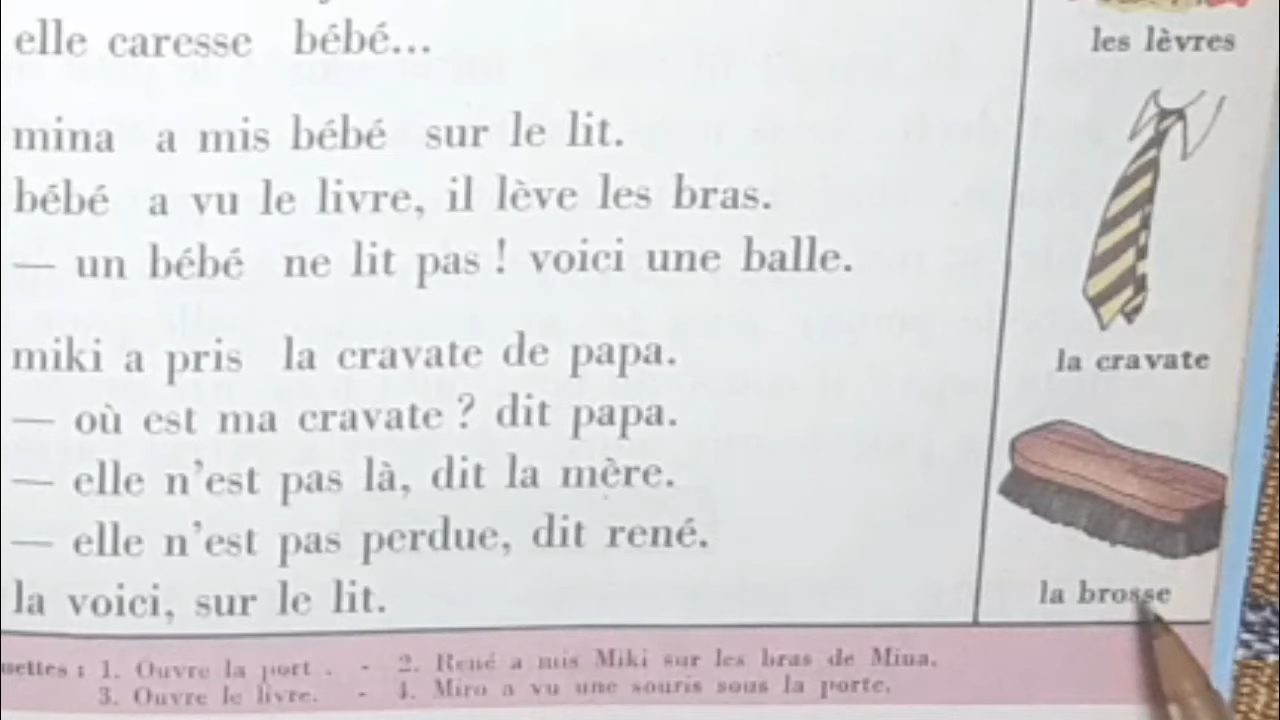 elle caresse bébé...
mina a mis bébé sur le lit.
bébé a vu le livre, il lève les bras.
— un bébé ne lit pas ! voici une balle.
miki a pris la cravate de papa.
— où est ma cravate ? dit papa.
— elle n'est pas là, dit la mère.
— elle n'est pas perdue, dit rené.
la voici, sur le lit.
les lèvres
la cravate
la brosse
1. Ouvre la port . - 2. René a mis Miki sur les bras de Mina.
3. Ouvre le livre. - 4. Miro a vu une souris sous la porte.